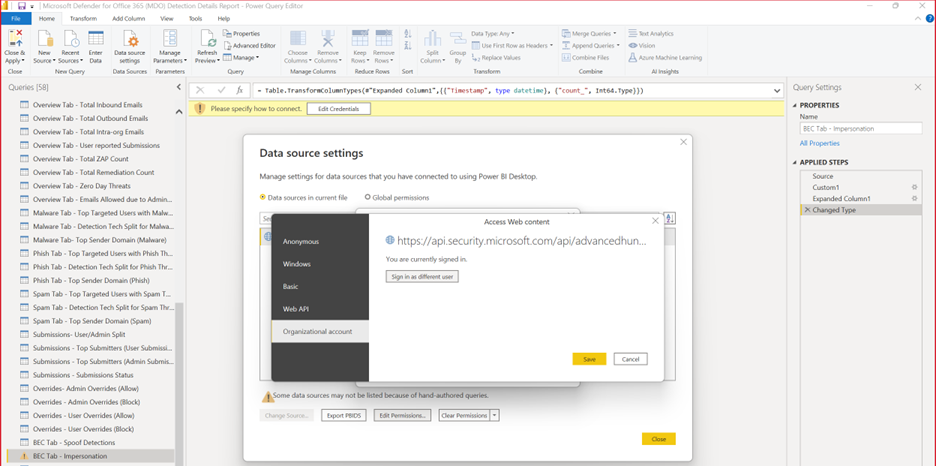 Microsoft Defender for Office 365 (MDO) Detection Details Report - Power Query Editor
File Home Transform Add Column View Tools Help
Close & Apply
New Source
Recent Sources
Enter Data
Data source settings
Manage Parameters
Refresh Preview
Properties
Advanced Editor
Manage
Choose Columns
Remove Columns
Keep Rows
Remove Rows
Split Column
Group By
Data Type: Any
Use First Row as Headers
Replace Values
Merge Queries
Append Queries
Combine Files
Text Analytics
Vision
Azure Machine Learning
Close New Query Data Sources Parameters Query Manage Columns Reduce Rows Sort Transform Combine AI Insights
Queries [58]
Overview Tab - Total Inbound Emails
Overview Tab - Total Outbound Emails
Overview Tab - Total Intra-org Emails
Overview Tab - User reported Submissions
Overview Tab - Total ZAP Count
Overview Tab - Total Remediation Count
Overview Tab - Zero Day Threats
Overview Tab - Emails Allowed due to Admin...
Malware Tab - Top Targeted Users with Malw...
Malware Tab - Detection Tech Split for Malwa...
Malware Tab- Top Sender Domain (Malware)
Phish Tab - Top Targeted Users with Phish Th...
Phish Tab - Detection Tech Split for Phish Thr...
Phish Tab - Top Sender Domain (Phish)
Spam Tab - Top Targeted Users with Spam T...
Spam Tab - Detection Tech Split for Spam Thr...
Spam Tab - Top Sender Domain (Spam)
Submissions- User/Admin Split
Submissions - Top Submitters (User Submissi...
Submissions - Top Submitters (Admin Submis...
Submissions - Submissions Status
Overrides- Admin Overrides (Allow)
Overrides - Admin Overrides (Block)
Overrides - User Overrides (Allow)
Overrides - User Overrides (Block)
BEC Tab - Spoof Detections
BEC Tab - Impersonation
fx = Table.TransformColumnTypes(#"Expanded Column1",{{"Timestamp", type datetime}, {"count_", Int64.Type}})
Please specify how to connect. Edit Credentials
Data source settings
Manage settings for data sources that you have connected to using Power BI Desktop.
Data sources in current file Global permissions
Access Web content
Anonymous
Windows
Basic
Web API
Organizational account
https://api.security.microsoft.com/api/advancedhun...
You are currently signed in.
Sign in as different user
Save Cancel
Some data sources may not be listed because of hand-authored queries.
Change Source... Export PBIDS Edit Permissions... Clear Permissions
Close
Query Settings
PROPERTIES
Name
BEC Tab - Impersonation
All Properties
APPLIED STEPS
Source
Custom1
Expanded Column1
Changed Type